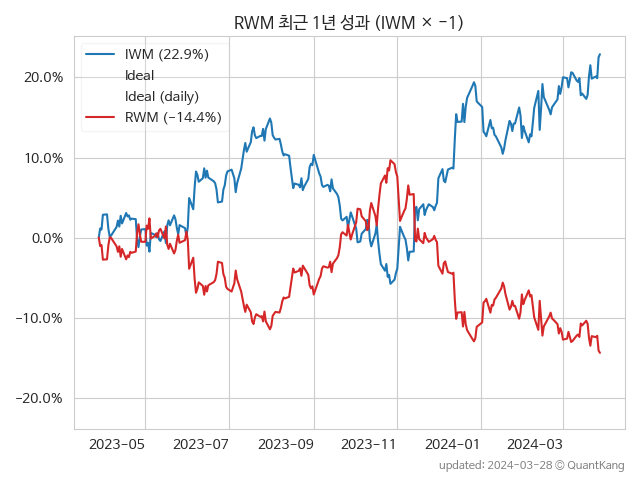 RWM 최근 1년 성과 (IWM × −1)
IWM (22.9%)
Ideal
Ideal (daily)
RWM (−14.4%)
20.0%
10.0%
0.0%
−10.0%
−20.0%
2023−05 2023−07 2023−09 2023−11 2024−01 2024−03
updated: 2024−03−28 © QuantKang